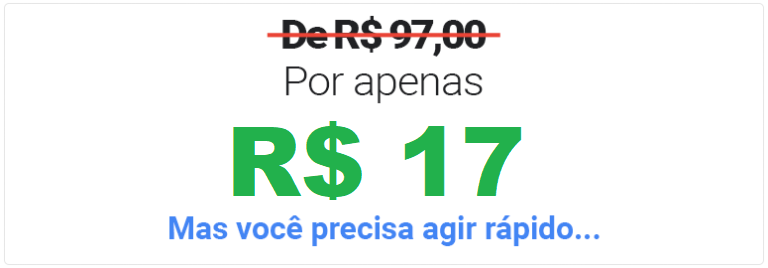 De R$ 97,00
Por apenas
R$ 17
Mas você precisa agir rápido...